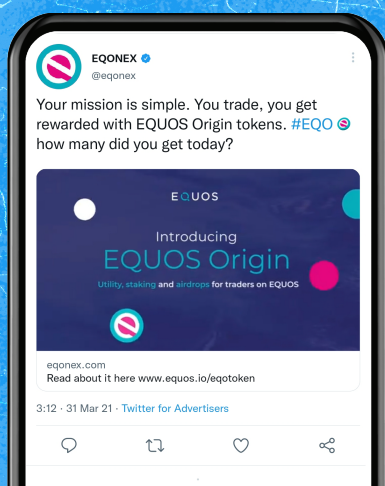 EQONEX
@eqonex
Your mission is simple. You trade, you get
rewarded with EQUOS Origin tokens. #EQO
how many did you get today?
EQUOS
Introducing
EQUOS Origin
Utility, staking and airdrops for traders on EQUOS
eqonex.com
Read about it here www.equos.io/eqotoken
3:12 · 31 Mar 21 · Twitter for Advertisers